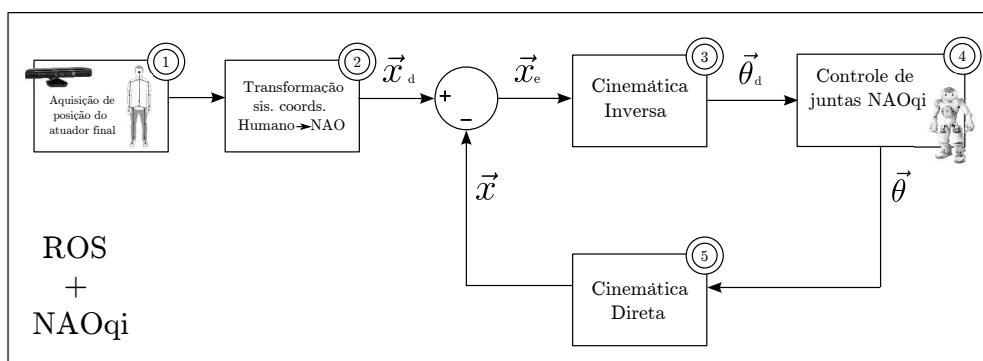 1
Aquisição de
posição do
atuador final
2
Transformação
sis. coords.
Humano→NAO
x⃗ d
+
−
x⃗ e
3
Cinemática
Inversa
θ⃗ d
4
Controle de
juntas NAOqi
θ⃗
x⃗
5
Cinemática
Direta
ROS
+
NAOqi